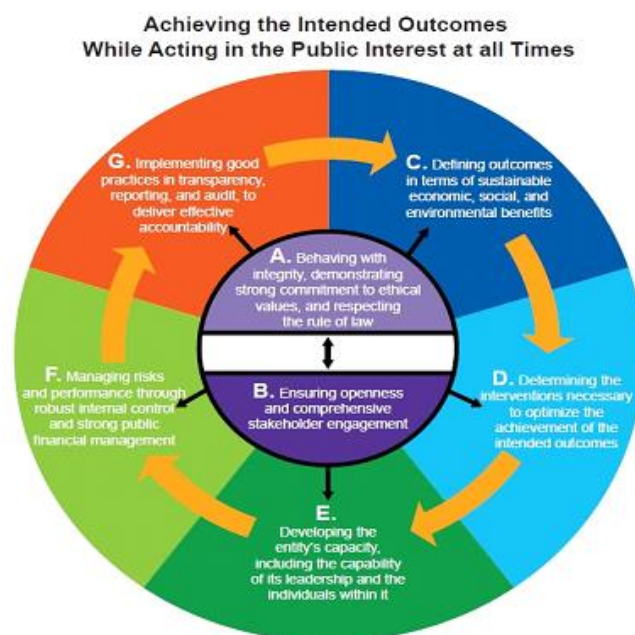 Achieving the Intended Outcomes
While Acting in the Public Interest at all Times
G. Implementing good
practices in transparency,
reporting, and audit, to
deliver effective
accountability
C. Defining outcomes
in terms of sustainable
economic, social, and
environmental benefits
A. Behaving with
integrity, demonstrating
strong commitment to ethical
values, and respecting
the rule of law
B. Ensuring openness
and comprehensive
stakeholder engagement
F. Managing risks
and performance through
robust internal control
and strong public
financial management
D. Determining the
interventions necessary
to optimize the
achievement of the
intended outcomes
E.
Developing the
entity's capacity,
including the capability
of its leadership and the
individuals within it